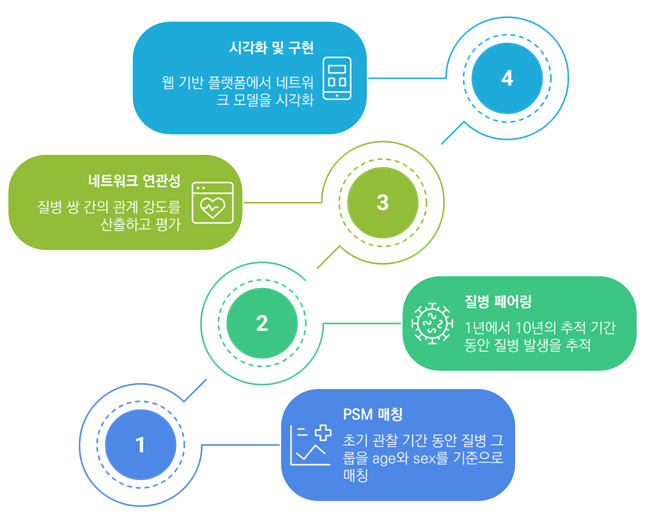 시각화 및 구현
웹 기반 플랫폼에서 네트워
크 모델을 시각화
4
네트워크 연관성
질병 쌍 간의 관계 강도를
산출하고 평가
3
2
질병 페어링
1년에서 10년의 추적 기간
동안 질병 발생을 추적
1
PSM 매칭
초기 관찰 기간 동안 질병 그
룹을 age와 sex를 기준으로
매칭